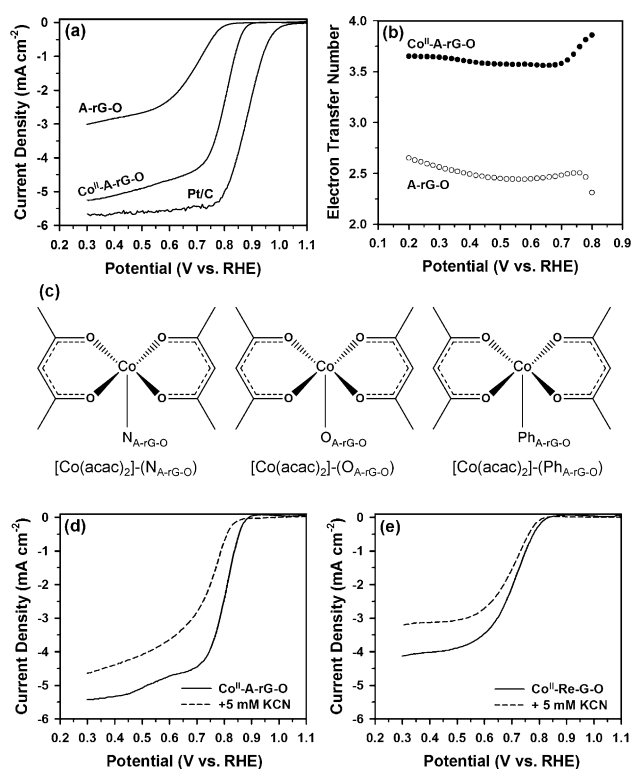 (a)
Current Density (mA cm⁻²)
0
-1
-2
-3
-4
-5
-6
A-rG-O
Coᴵᴵ-A-rG-O
Pt/C
0.2 0.3 0.4 0.5 0.6 0.7 0.8 0.9 1.0 1.1
Potential (V vs. RHE)
(b)
Electron Transfer Number
4.0
3.5
3.0
2.5
2.0
Coᴵᴵ-A-rG-O
A-rG-O
0.1 0.2 0.3 0.4 0.5 0.6 0.7 0.8 0.9
Potential (V vs. RHE)
(c)
O O
Co
O O
N_A-rG-O
[Co(acac)₂]-(N_A-rG-O)
O O
Co
O O
O_A-rG-O
[Co(acac)₂]-(O_A-rG-O)
O O
Co
O O
Ph_A-rG-O
[Co(acac)₂]-(Ph_A-rG-O)
(d)
Current Density (mA cm⁻²)
0
-1
-2
-3
-4
-5
-6
Coᴵᴵ-A-rG-O
+5 mM KCN
0.2 0.3 0.4 0.5 0.6 0.7 0.8 0.9 1.0 1.1
Potential (V vs. RHE)
(e)
Current Density (mA cm⁻²)
0
-1
-2
-3
-4
-5
-6
Coᴵᴵ-Re-G-O
+ 5 mM KCN
0.2 0.3 0.4 0.5 0.6 0.7 0.8 0.9 1.0 1.1
Potential (V vs. RHE)